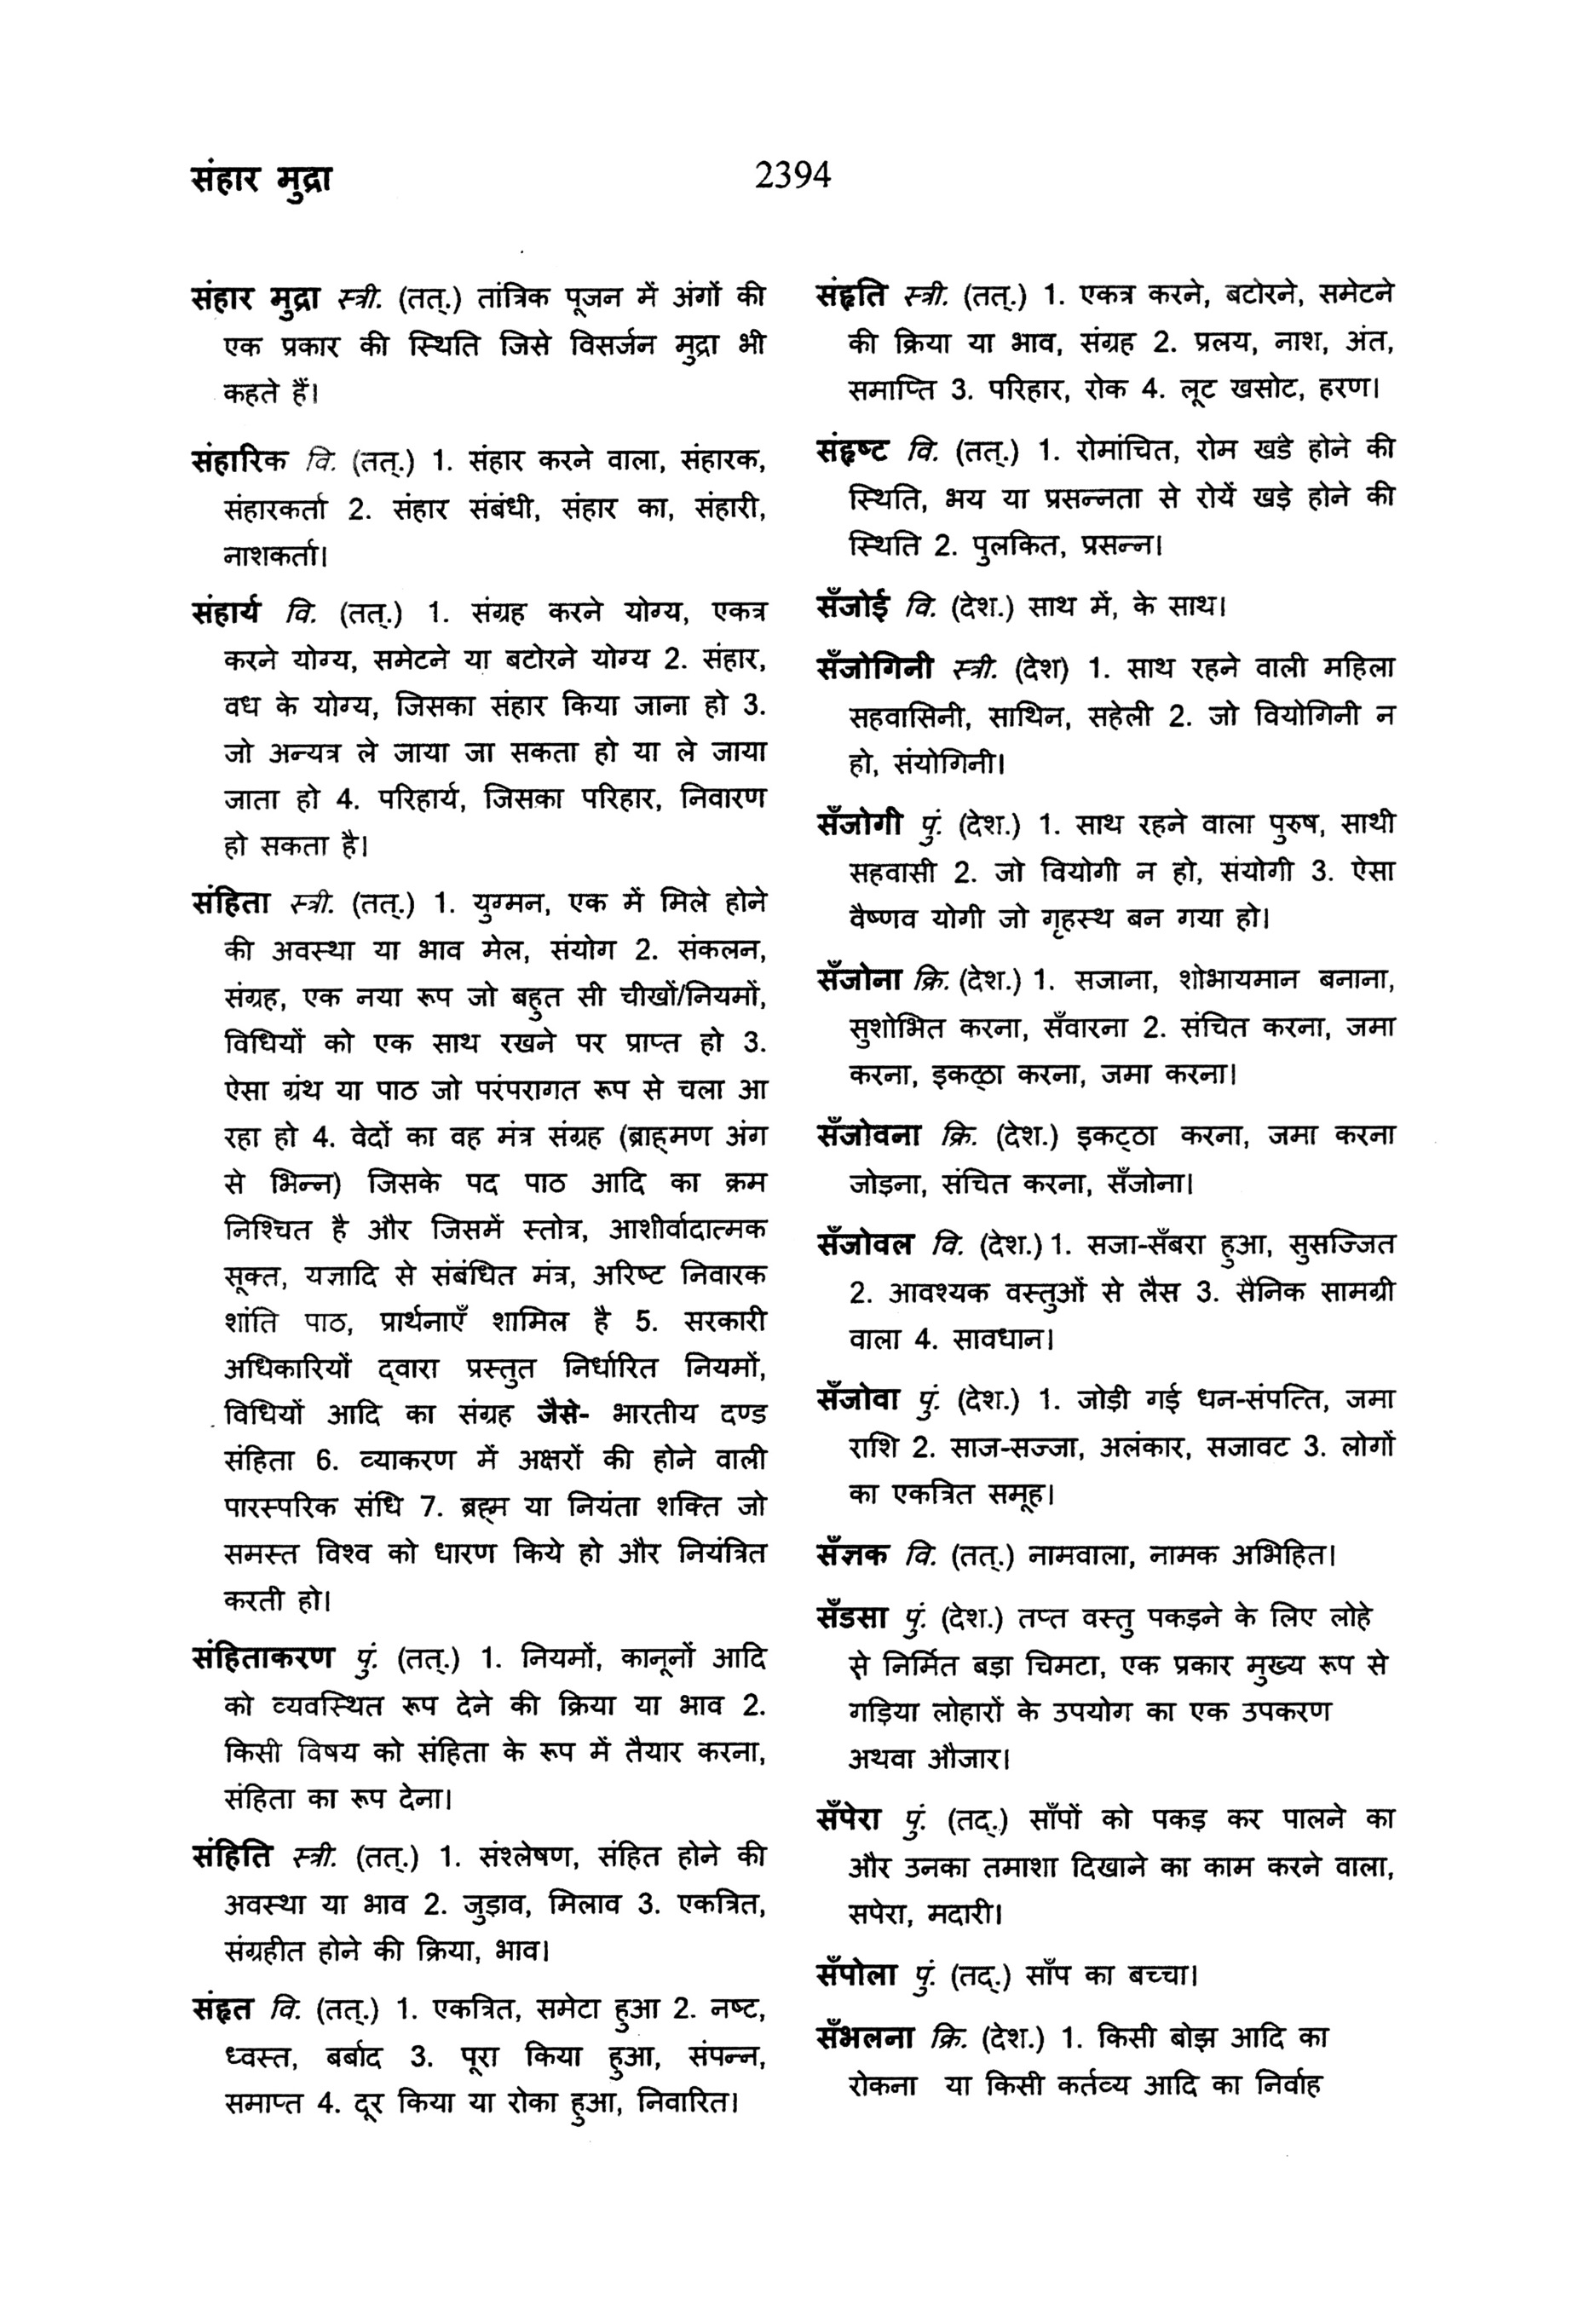 संहार मुद्रा
2394
संहार मुद्रा स्त्री. (तत्.) तांत्रिक पूजन में अंगों की
एक प्रकार की स्थिति जिसे विसर्जन मुद्रा भी
कहते हैं।
संहारिक वि. (तत्.) 1. संहार करने वाला, संहारक,
संहारकर्ता 2. संहार संबंधी, संहार का, संहारी,
नाशकर्ता।
संहार्य वि. (तत्.) 1. संग्रह करने योग्य, एकत्र
करने योग्य, समेटने या बटोरने योग्य 2. संहार,
वध के योग्य, जिसका संहार किया जाना हो 3.
जो अन्यत्र ले जाया जा सकता हो या ले जाया
जाता हो 4. परिहार्य, जिसका परिहार, निवारण
हो सकता है।
संहिता स्त्री. (तत्.) 1. युग्मन, एक में मिले होने
की अवस्था या भाव मेल, संयोग 2. संकलन,
संग्रह, एक नया रूप जो बहुत सी चीखों/नियमों,
विधियों को एक साथ रखने पर प्राप्त हो 3.
ऐसा ग्रंथ या पाठ जो परंपरागत रूप से चला आ
रहा हो 4. वेदों का वह मंत्र संग्रह (ब्राह्मण अंग
से भिन्न) जिसके पद पाठ आदि का क्रम
निश्चित है और जिसमें स्तोत्र, आशीर्वादात्मक
सूक्त, यज्ञादि से संबंधित मंत्र, अरिष्ट निवारक
शांति पाठ, प्रार्थनाएँ शामिल है 5. सरकारी
अधिकारियों द्वारा प्रस्तुत निर्धारित नियमों,
विधियों आदि का संग्रह जैसे- भारतीय दण्ड
संहिता 6. व्याकरण में अक्षरों की होने वाली
पारस्परिक संधि 7. ब्रह्म या नियंता शक्ति जो
समस्त विश्व को धारण किये हो और नियंत्रित
करती हो।
संहिताकरण पुं. (तत्.) 1. नियमों, कानूनों आदि
को व्यवस्थित रूप देने की क्रिया या भाव 2.
किसी विषय को संहिता के रूप में तैयार करना,
संहिता का रूप देना।
संहिति स्त्री. (तत्.) 1. संश्लेषण, संहित होने की
अवस्था या भाव 2. जुड़ाव, मिलाव 3. एकत्रित,
संग्रहीत होने की क्रिया, भाव।
संहृत वि. (तत्.) 1. एकत्रित, समेटा हुआ 2. नष्ट,
ध्वस्त, बर्बाद 3. पूरा किया हुआ, संपन्न,
समाप्त 4. दूर किया या रोका हुआ, निवारित।
संहृति स्त्री. (तत्.) 1. एकत्र करने, बटोरने, समेटने
की क्रिया या भाव, संग्रह 2. प्रलय, नाश, अंत,
समाप्ति 3. परिहार, रोक 4. लूट खसोट, हरण।
संहृष्ट वि. (तत्.) 1. रोमांचित, रोम खडे होने की
स्थिति, भय या प्रसन्नता से रोयें खड़े होने की
स्थिति 2. पुलकित, प्रसन्न।
सँजोई वि. (देश.) साथ में, के साथ।
सँजोगिनी स्त्री. (देश) 1. साथ रहने वाली महिला
सहवासिनी, साथिन, सहेली 2. जो वियोगिनी न
हो, संयोगिनी।
सँजोगी पुं. (देश.) 1. साथ रहने वाला पुरुष, साथी
सहवासी 2. जो वियोगी न हो, संयोगी 3. ऐसा
वैष्णव योगी जो गृहस्थ बन गया हो।
सँजोना क्रि. (देश.) 1. सजाना, शोभायमान बनाना,
सुशोभित करना, सँवारना 2. संचित करना, जमा
करना, इकट्ठा करना, जमा करना।
सँजोवना क्रि. (देश.) इकट्ठा करना, जमा करना
जोड़ना, संचित करना, सँजोना।
सँजोवल वि. (देश.) 1. सजा-सँबरा हुआ, सुसज्जित
2. आवश्यक वस्तुओं से लैस 3. सैनिक सामग्री
वाला 4. सावधान।
सँजोवा पुं. (देश.) 1. जोड़ी गई धन-संपत्ति, जमा
राशि 2. साज-सज्जा, अलंकार, सजावट 3. लोगों
का एकत्रित समूह।
सँज्ञक वि. (तत्.) नामवाला, नामक अभिहित।
सँडसा पुं. (देश.) तप्त वस्तु पकड़ने के लिए लोहे
से निर्मित बड़ा चिमटा, एक प्रकार मुख्य रूप से
गड़िया लोहारों के उपयोग का एक उपकरण
अथवा औजार।
सँपेरा पुं. (तद्.) साँपों को पकड़ कर पालने का
और उनका तमाशा दिखाने का काम करने वाला,
सपेरा, मदारी।
सँपोला पुं. (तद्.) साँप का बच्चा।
सँभलना क्रि. (देश.) 1. किसी बोझ आदि का
रोकना या किसी कर्तव्य आदि का निर्वाह